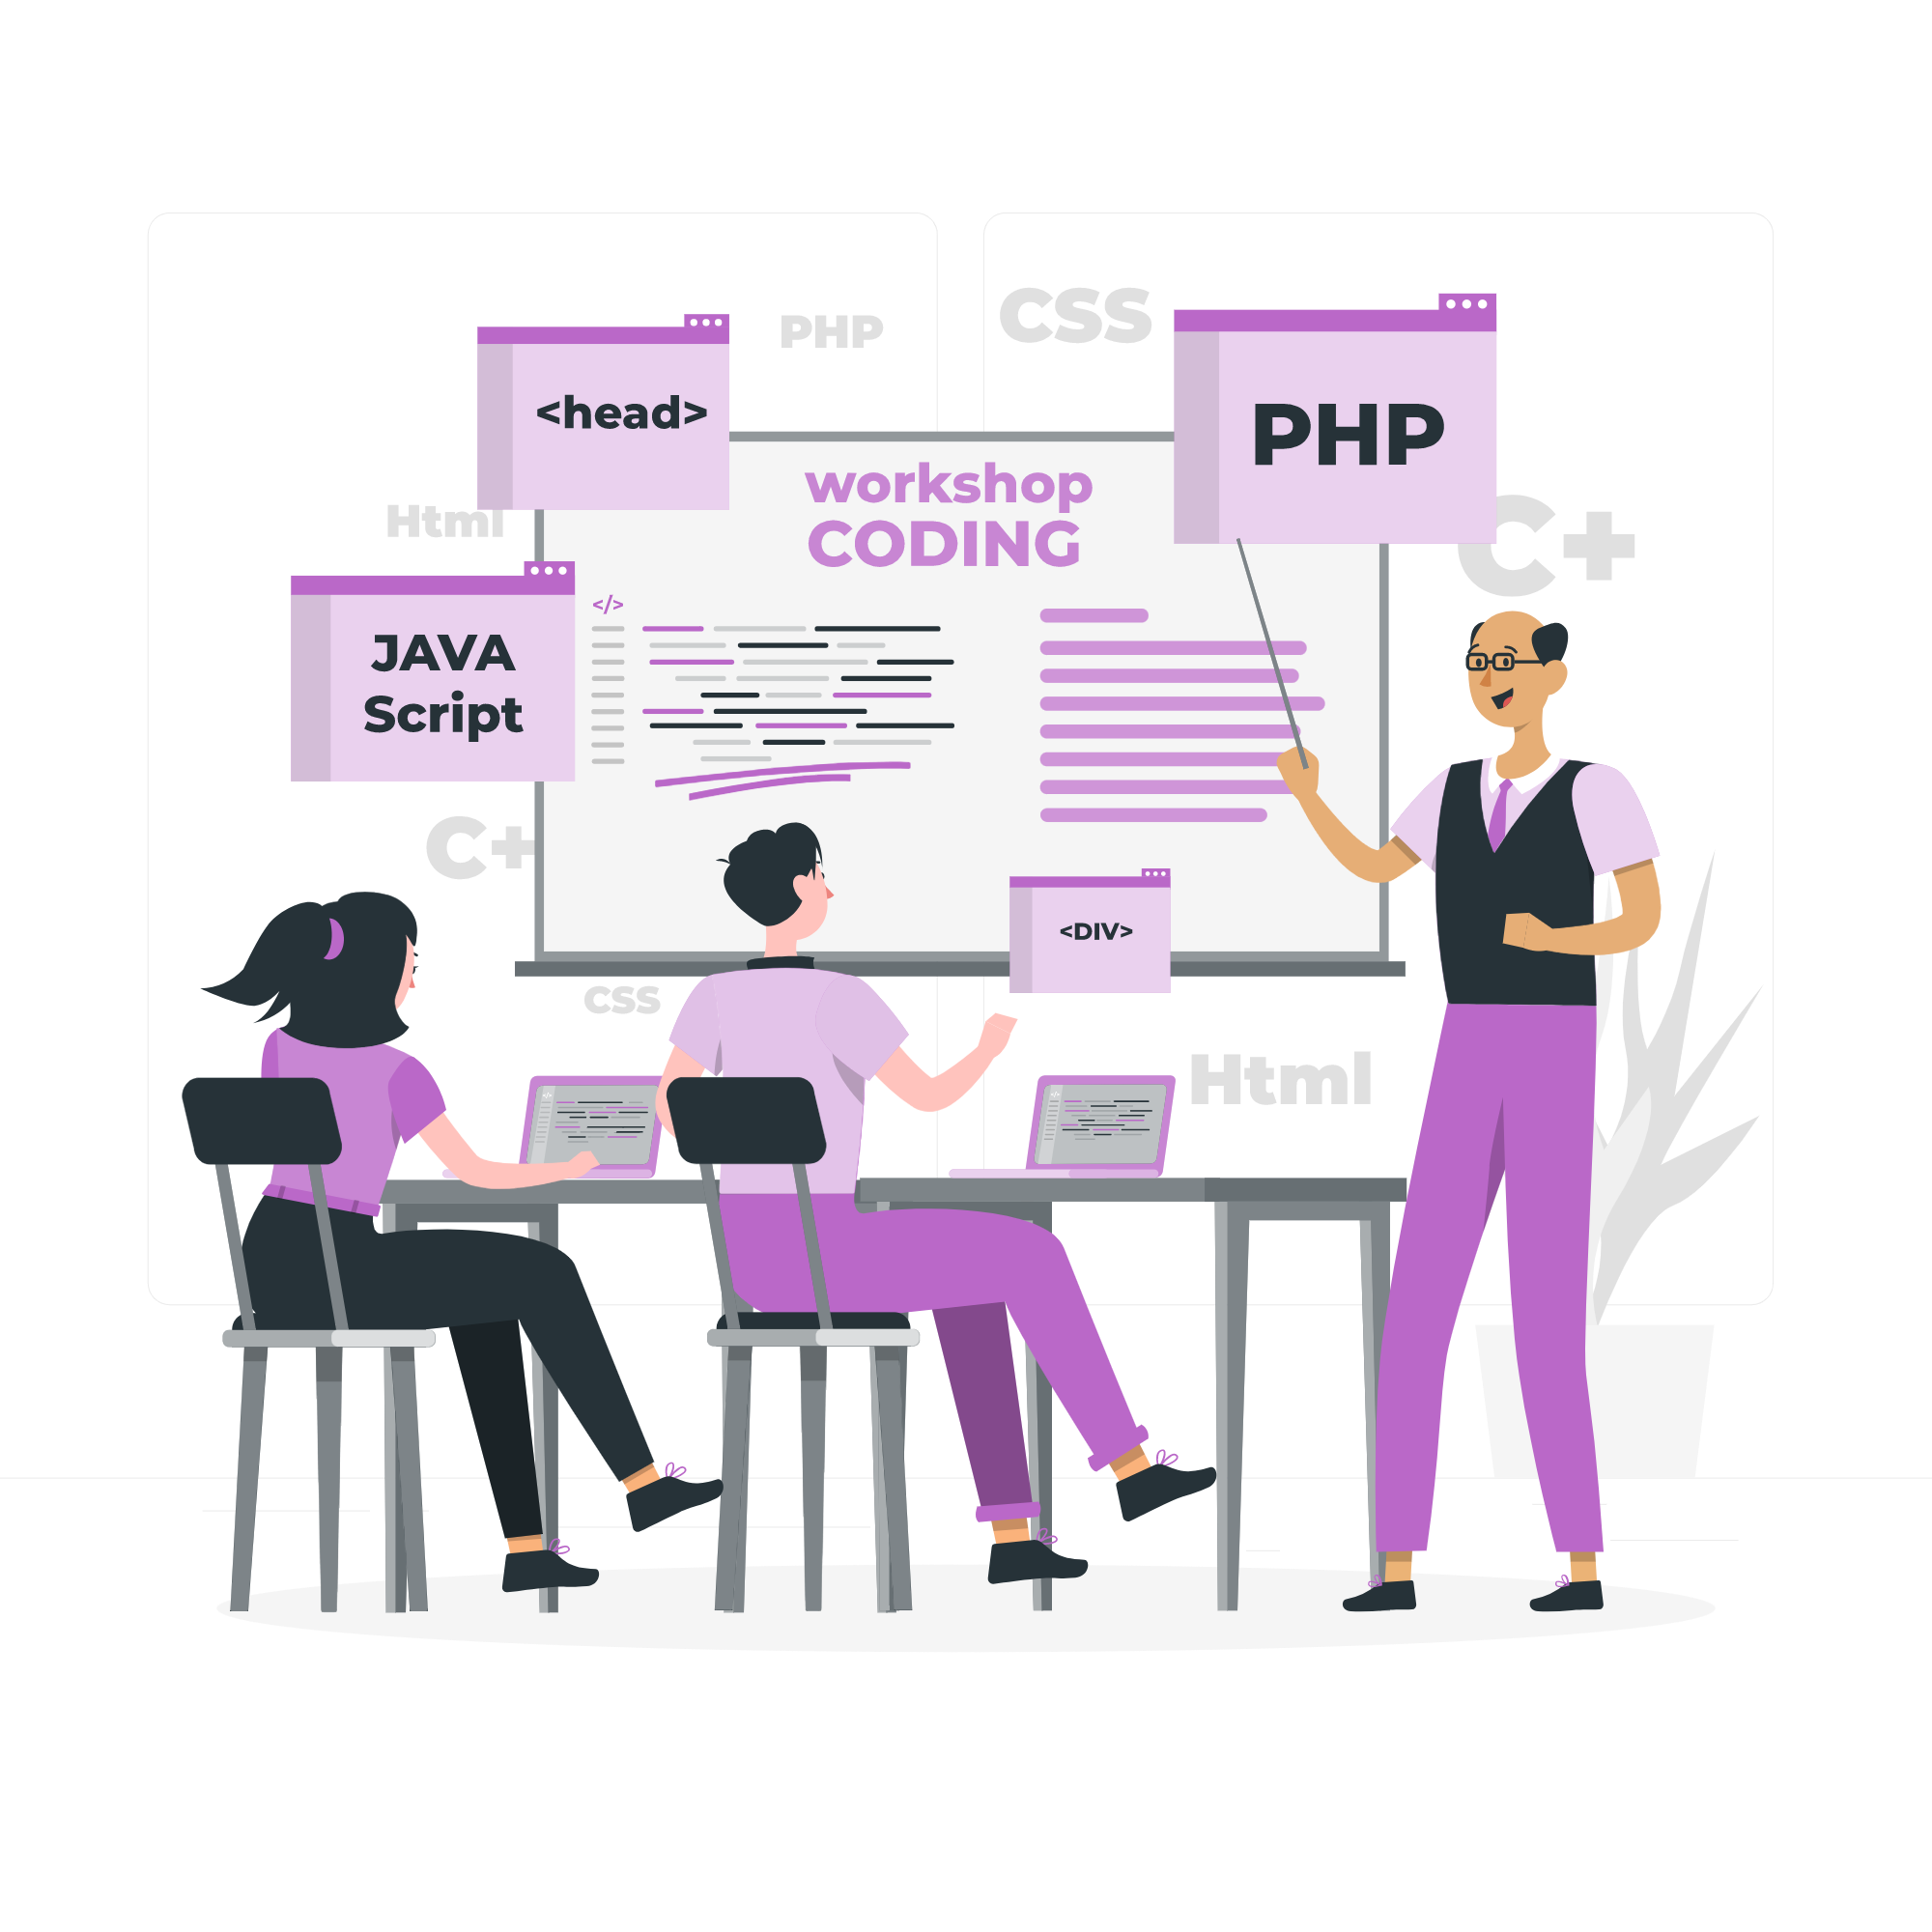 PHP
CSS
<head>
PHP
workshop
CODING
Html
C+
JAVA
Script
</>
C+
<DIV>
CSS
Html